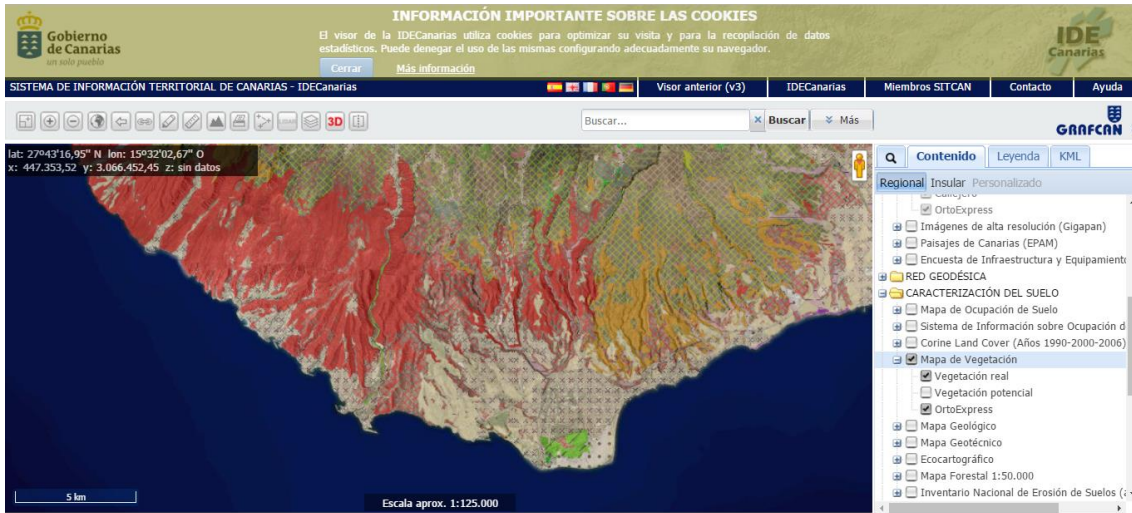 Gobierno
de Canarias
un solo pueblo
INFORMACIÓN IMPORTANTE SOBRE LAS COOKIES
El visor de la IDECanarias utiliza cookies para optimizar su visita y para la recopilación de datos
estadísticos. Puede denegar el uso de las mismas configurando adecuadamente su navegador.
Cerrar Más información
IDE
Canarias
SISTEMA DE INFORMACIÓN TERRITORIAL DE CANARIAS - IDECanarias
Visor anterior (v3) IDECanarias Miembros SITCAN Contacto Ayuda
3D
Buscar... × Buscar Más
GRAFCAN
lat: 27º43'16,95" N lon: 15º32'02,67" O
x: 447.353,52 y: 3.066.452,45 z: sin datos
Contenido Leyenda KML
Regional Insular Personalizado
Callejero
OrtoExpress
Imágenes de alta resolución (Gigapan)
Paisajes de Canarias (EPAM)
Encuesta de Infraestructura y Equipamiento
RED GEODÉSICA
CARACTERIZACIÓN DEL SUELO
Mapa de Ocupación de Suelo
Sistema de Información sobre Ocupación d
Corine Land Cover (Años 1990-2000-2006)
Mapa de Vegetación
Vegetación real
Vegetación potencial
OrtoExpress
Mapa Geológico
Mapa Geotécnico
Ecocartográfico
Mapa Forestal 1:50.000
Inventario Nacional de Erosión de Suelos (
5 km
Escala aprox. 1:125.000